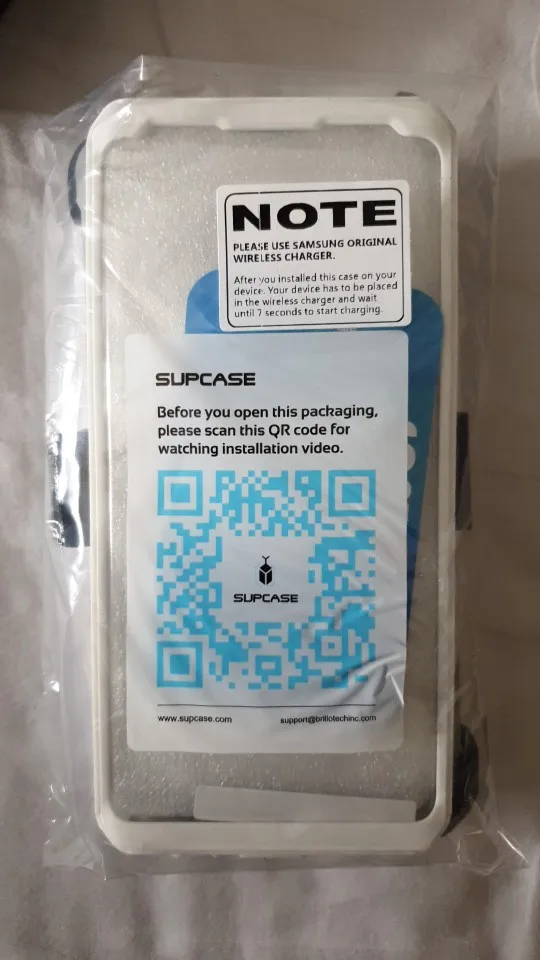 NOTE
PLEASE USE SAMSUNG ORIGINAL
WIRELESS CHARGER.
After you installed this case on your
device. Your device has to be placed
in the wireless charger and wait
until 7 seconds to start charging.
SUPCASE
Before you open this packaging,
please scan this QR code for
watching installation video.
SUPCASE
www.supcase.com support@brillotechinc.com